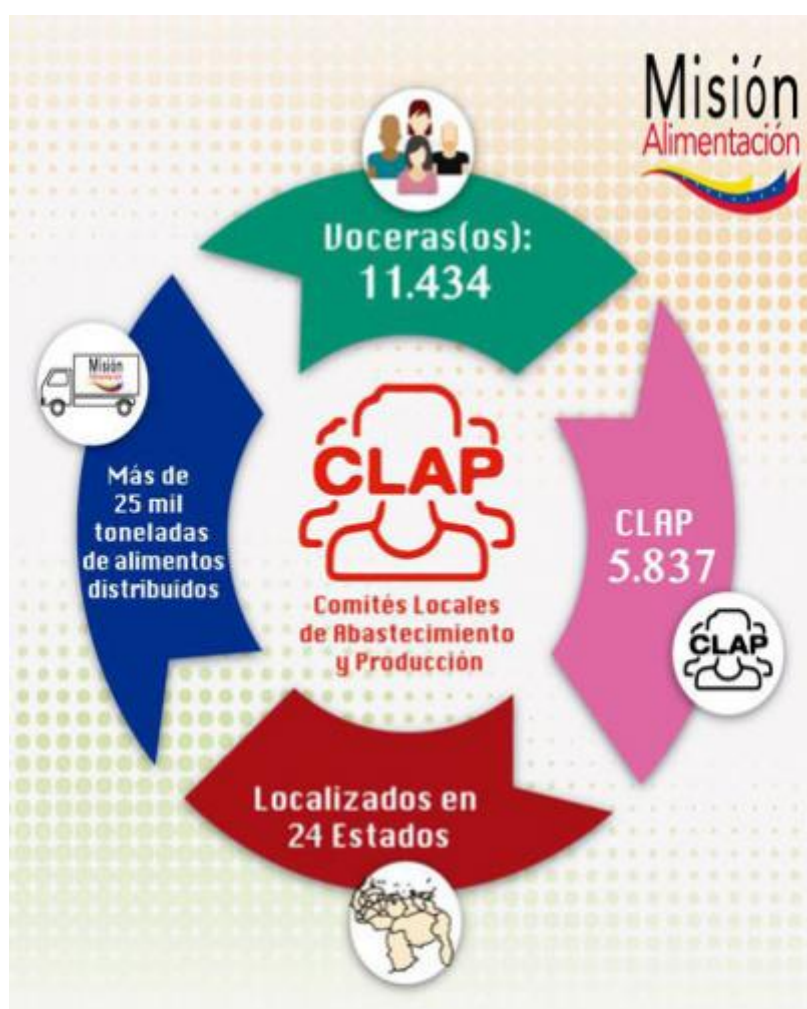 Misión
Alimentación
Voceras(os):
11.434
CLAP
5.837
CLAP
Localizados en
24 Estados
Misión
Más de
25 mil
toneladas
de alimentos
distribuídos
CLAP
Comités Locales
de Abastecimiento
y Producción